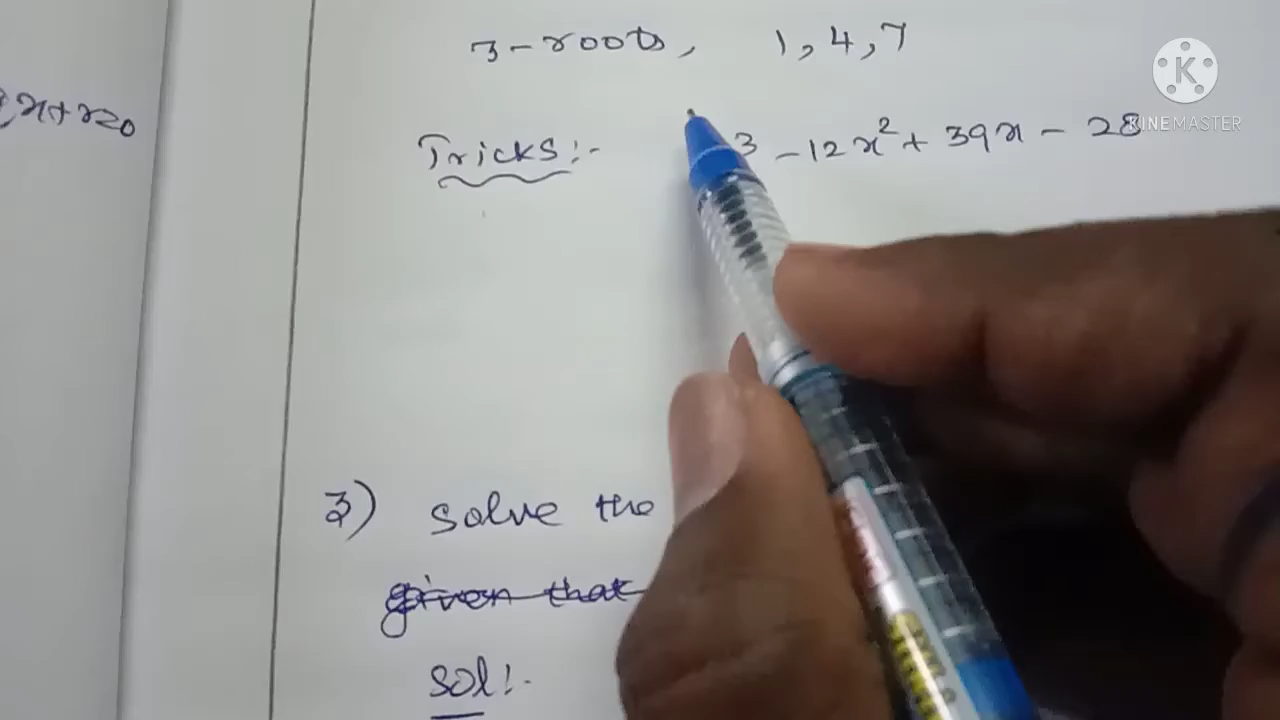 3-roots, 1, 4, 7
K
KINEMASTER
Tricks:- 3 - 12x² + 39x - 28
3) solve the
given that
sol:-